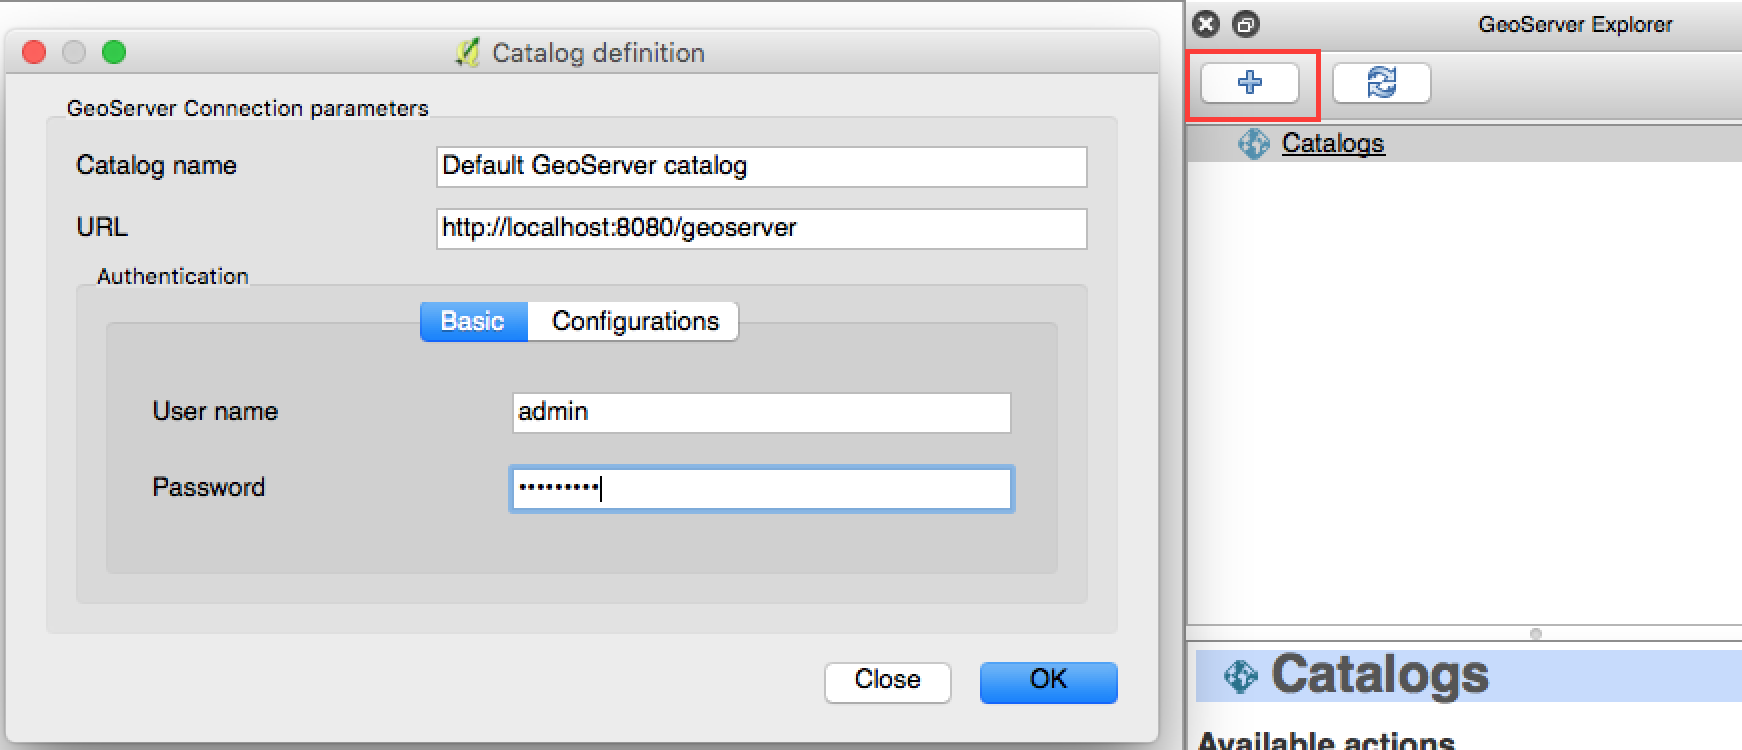 Catalog definition
GeoServer Connection parameters
Catalog name
Default GeoServer catalog
URL
http://localhost:8080/geoserver
Authentication
Basic
Configurations
User name
admin
Password
•••••••••
Close
OK
GeoServer Explorer
Catalogs
Catalogs
Available actions